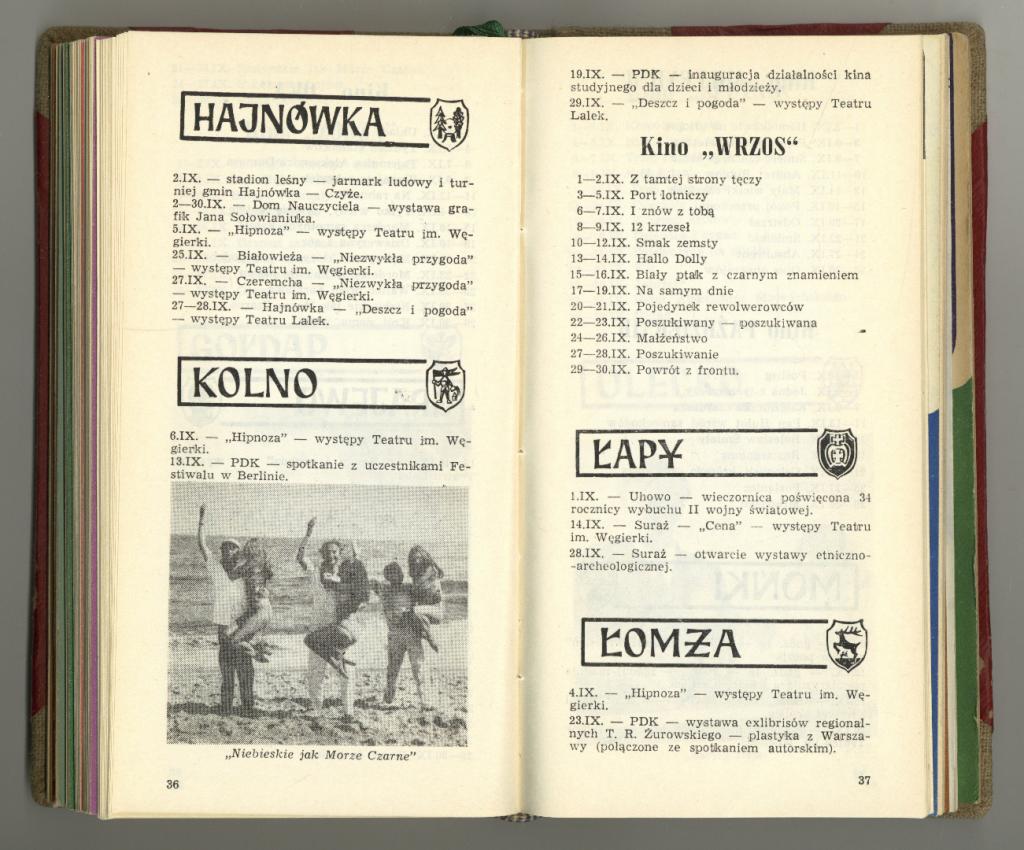 HAJNÓWKA
2.IX. — stadion leśny — jarmark ludowy i tur-
niej gmin Hajnówka — Czyże.
2—30.IX. — Dom Nauczyciela — wystawa gra-
fik Jana Sołowianiuka.
5.IX. — „Hipnoza” — występy Teatru im. Wę-
gierki.
25.IX. — Białowieża — „Niezwykła przygoda”
— występy Teatru im. Węgierki.
27.IX. — Czeremcha — „Niezwykła przygoda”
— występy Teatru im. Węgierki.
27—28.IX. — Hajnówka — „Deszcz i pogoda”
— występy Teatru Lalek.
KOLNO
6.IX. — „Hipnoza” — występy Teatru im. Wę-
gierki.
13.IX. — PDK — spotkanie z uczestnikami Fe-
stiwalu w Berlinie.
„Niebieskie jak Morze Czarne”
36
19.IX. — PDK — inauguracja działalności kina
studyjnego dla dzieci i młodzieży.
29.IX. — „Deszcz i pogoda” — występy Teatru
Lalek.
Kino „WRZOS“
1—2.IX. Z tamtej strony tęczy
3—5.IX. Port lotniczy
6—7.IX. I znów z tobą
8—9.IX. 12 krzeseł
10—12.IX. Smak zemsty
13—14.IX. Hallo Dolly
15—16.IX. Biały ptak z czarnym znamieniem
17—19.IX. Na samym dnie
20—21.IX. Pojedynek rewolwerowców
22—23.IX. Poszukiwany — poszukiwana
24—26.IX. Małżeństwo
27—28.IX. Poszukiwanie
29—30.IX. Powrót z frontu.
ŁAPY
1.IX. — Uhowo — wieczornica poświęcona 34
rocznicy wybuchu II wojny światowej.
14.IX. — Suraż — „Cena” — występy Teatru
im. Węgierki.
28.IX. — Suraż — otwarcie wystawy etniczno-
-archeologicznej.
ŁOMŻA
4.IX. — „Hipnoza” — występy Teatru im. Wę-
gierki.
23.IX. — PDK — wystawa exlibrisów regional-
nych T. R. Żurowskiego — plastyka z Warsza-
wy (połączone ze spotkaniem autorskim).
37